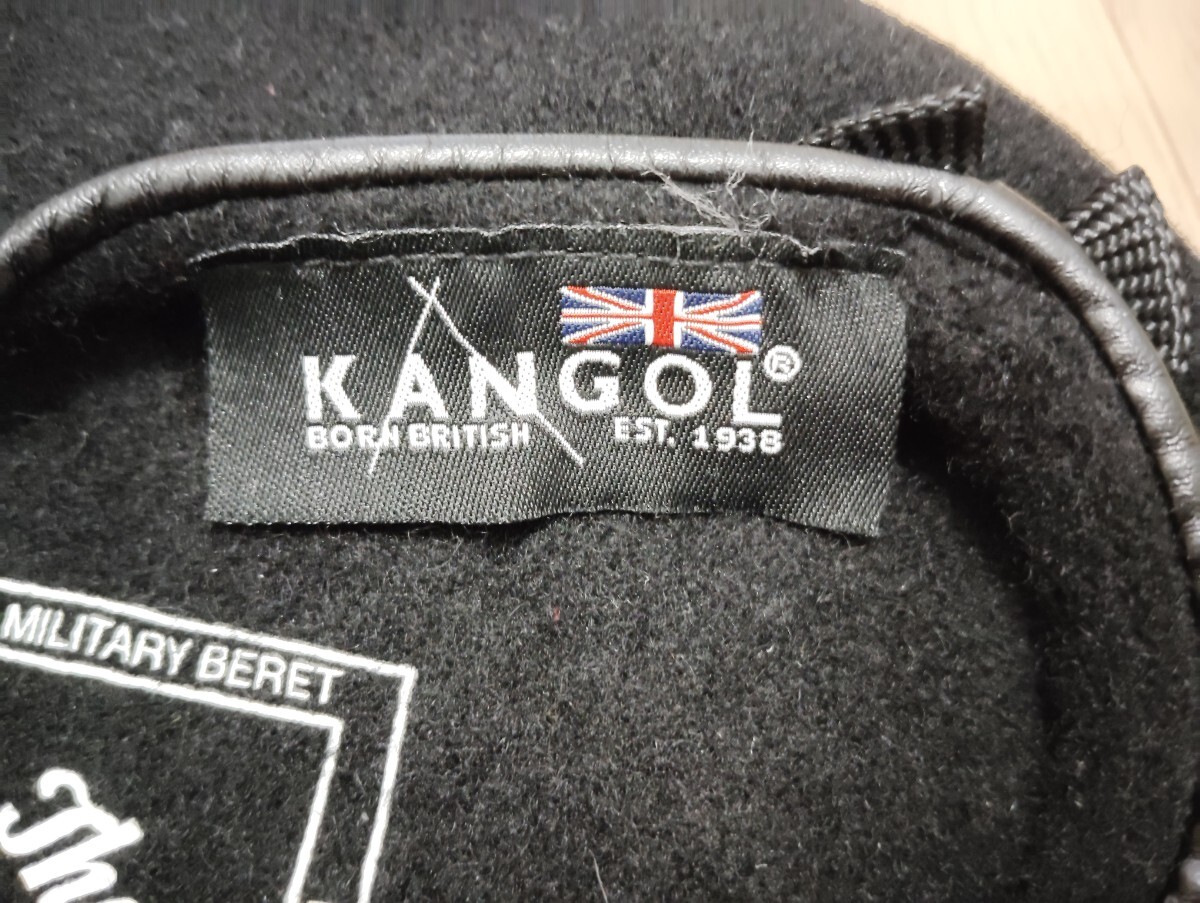 KANGOL®
BORN BRITISH EST. 1938
MILITARY BERET